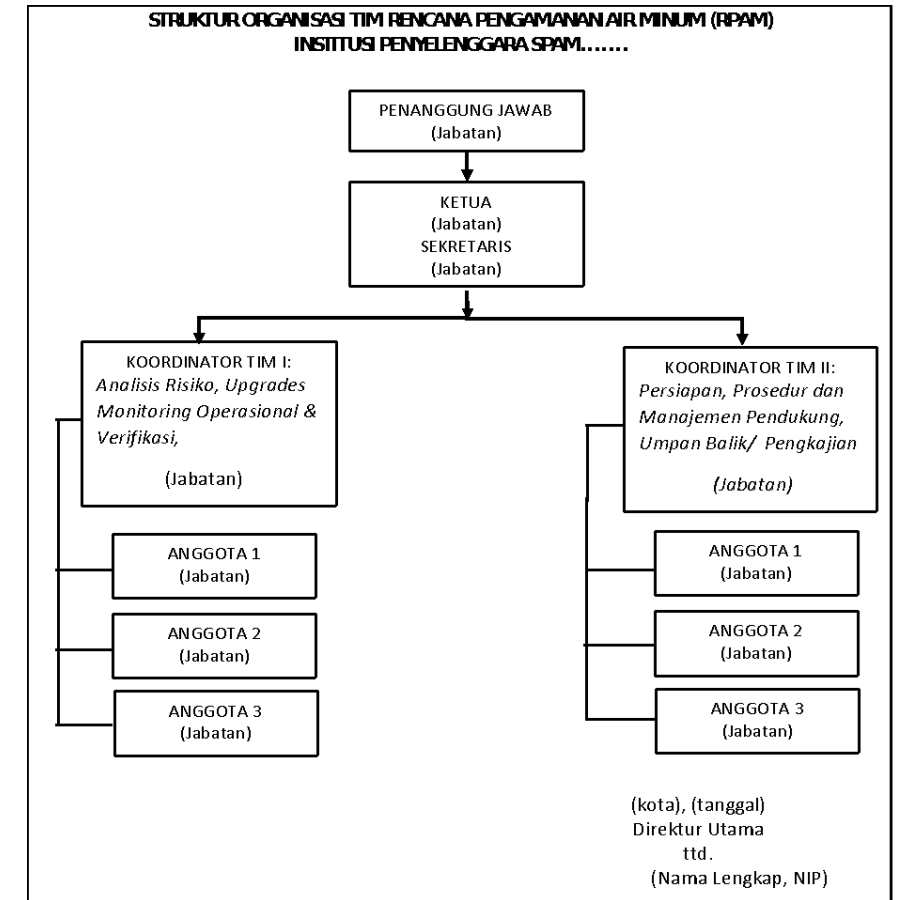 STRUKTUR ORGANISASI TIM RENCANA PENGAMANAN AIR MINUM (RPAM)
INSTITUSI PENYELENGGARA SPAM.......
PENANGGUNG JAWAB
(Jabatan)
KETUA
(Jabatan)
SEKRETARIS
(Jabatan)
KOORDINATOR TIM I:
Analisis Risiko, Upgrades
Monitoring Operasional &
Verifikasi,
(Jabatan)
ANGGOTA 1
(Jabatan)
ANGGOTA 2
(Jabatan)
ANGGOTA 3
(Jabatan)
KOORDINATOR TIM II:
Persiapan, Prosedur dan
Manajemen Pendukung,
Umpan Balik/ Pengkajian
(Jabatan)
ANGGOTA 1
(Jabatan)
ANGGOTA 2
(Jabatan)
ANGGOTA 3
(Jabatan)
(kota), (tanggal)
Direktur Utama
ttd.
(Nama Lengkap, NIP)